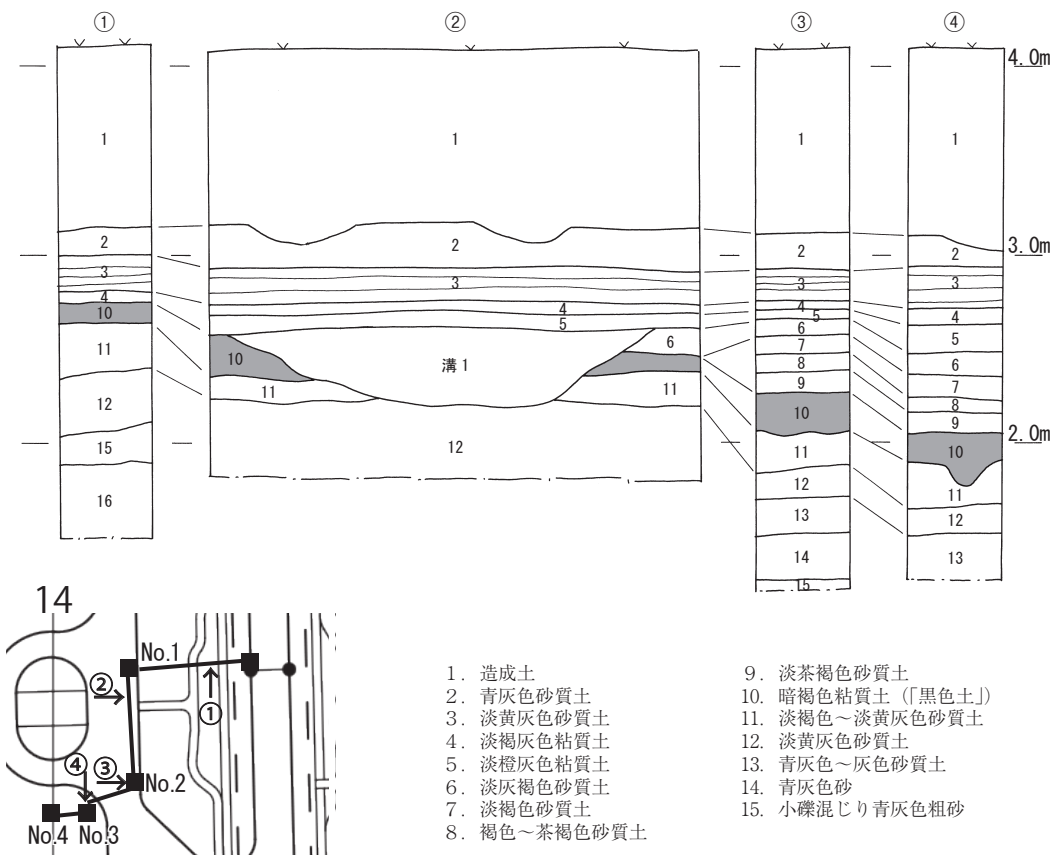 ① ② ③ ④
4.0m
1 1 1 1
3.0m
2 2 2 2
3 3 3 3
4 4 4 4
10 5 5 5
11 10 溝1 6 6 6
12 11 11 7 7
15 12 8 8
16 9 9
10 10
2.0m
11 11
12 12
13 13
14
15
14
No.1
②
①
④ ③
No.2
No.4 No.3
1. 造成土
2. 青灰色砂質土
3. 淡黄灰色砂質土
4. 淡褐灰色粘質土
5. 淡橙灰色粘質土
6. 淡灰褐色砂質土
7. 淡褐色砂質土
8. 褐色～茶褐色砂質土
9. 淡茶褐色砂質土
10. 暗褐色粘質土（「黒色土」）
11. 淡褐色～淡黄灰色砂質土
12. 淡黄灰色砂質土
13. 青灰色～灰色砂質土
14. 青灰色砂
15. 小礫混じり青灰色粗砂